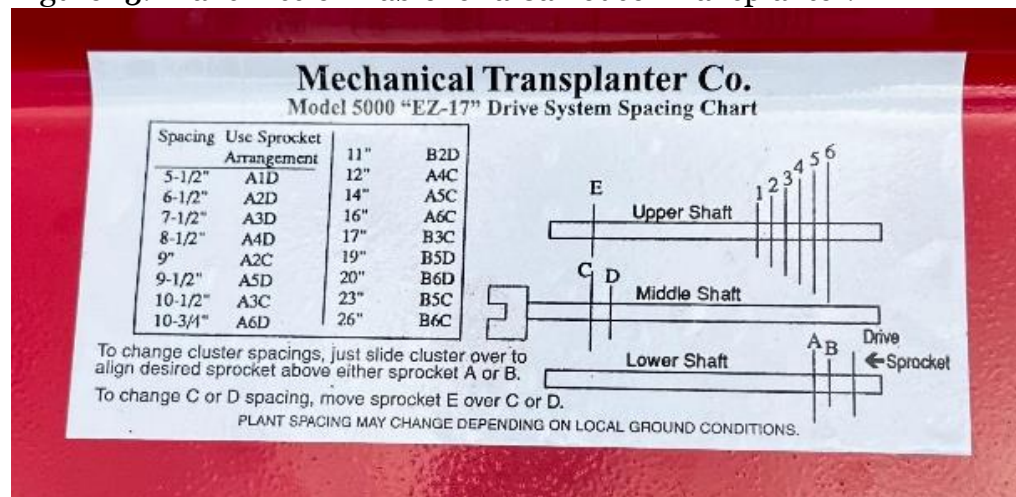 Mechanical Transplanter Co.
Model 5000 "EZ-17" Drive System Spacing Chart
Spacing Use Sprocket
Arrangement
5-1/2" A1D
6-1/2" A2D
7-1/2" A3D
8-1/2" A4D
9" A2C
9-1/2" A5D
10-1/2" A3C
10-3/4" A6D
11" B2D
12" A4C
14" A5C
16" A6C
17" B3C
19" B5D
20" B6D
23" B5C
26" B6C
E
1 2 3 4 5 6
Upper Shaft
C D
Middle Shaft
A B
Drive
Sprocket
Lower Shaft
To change cluster spacings, just slide cluster over to
align desired sprocket above either sprocket A or B.
To change C or D spacing, move sprocket E over C or D.
PLANT SPACING MAY CHANGE DEPENDING ON LOCAL GROUND CONDITIONS.